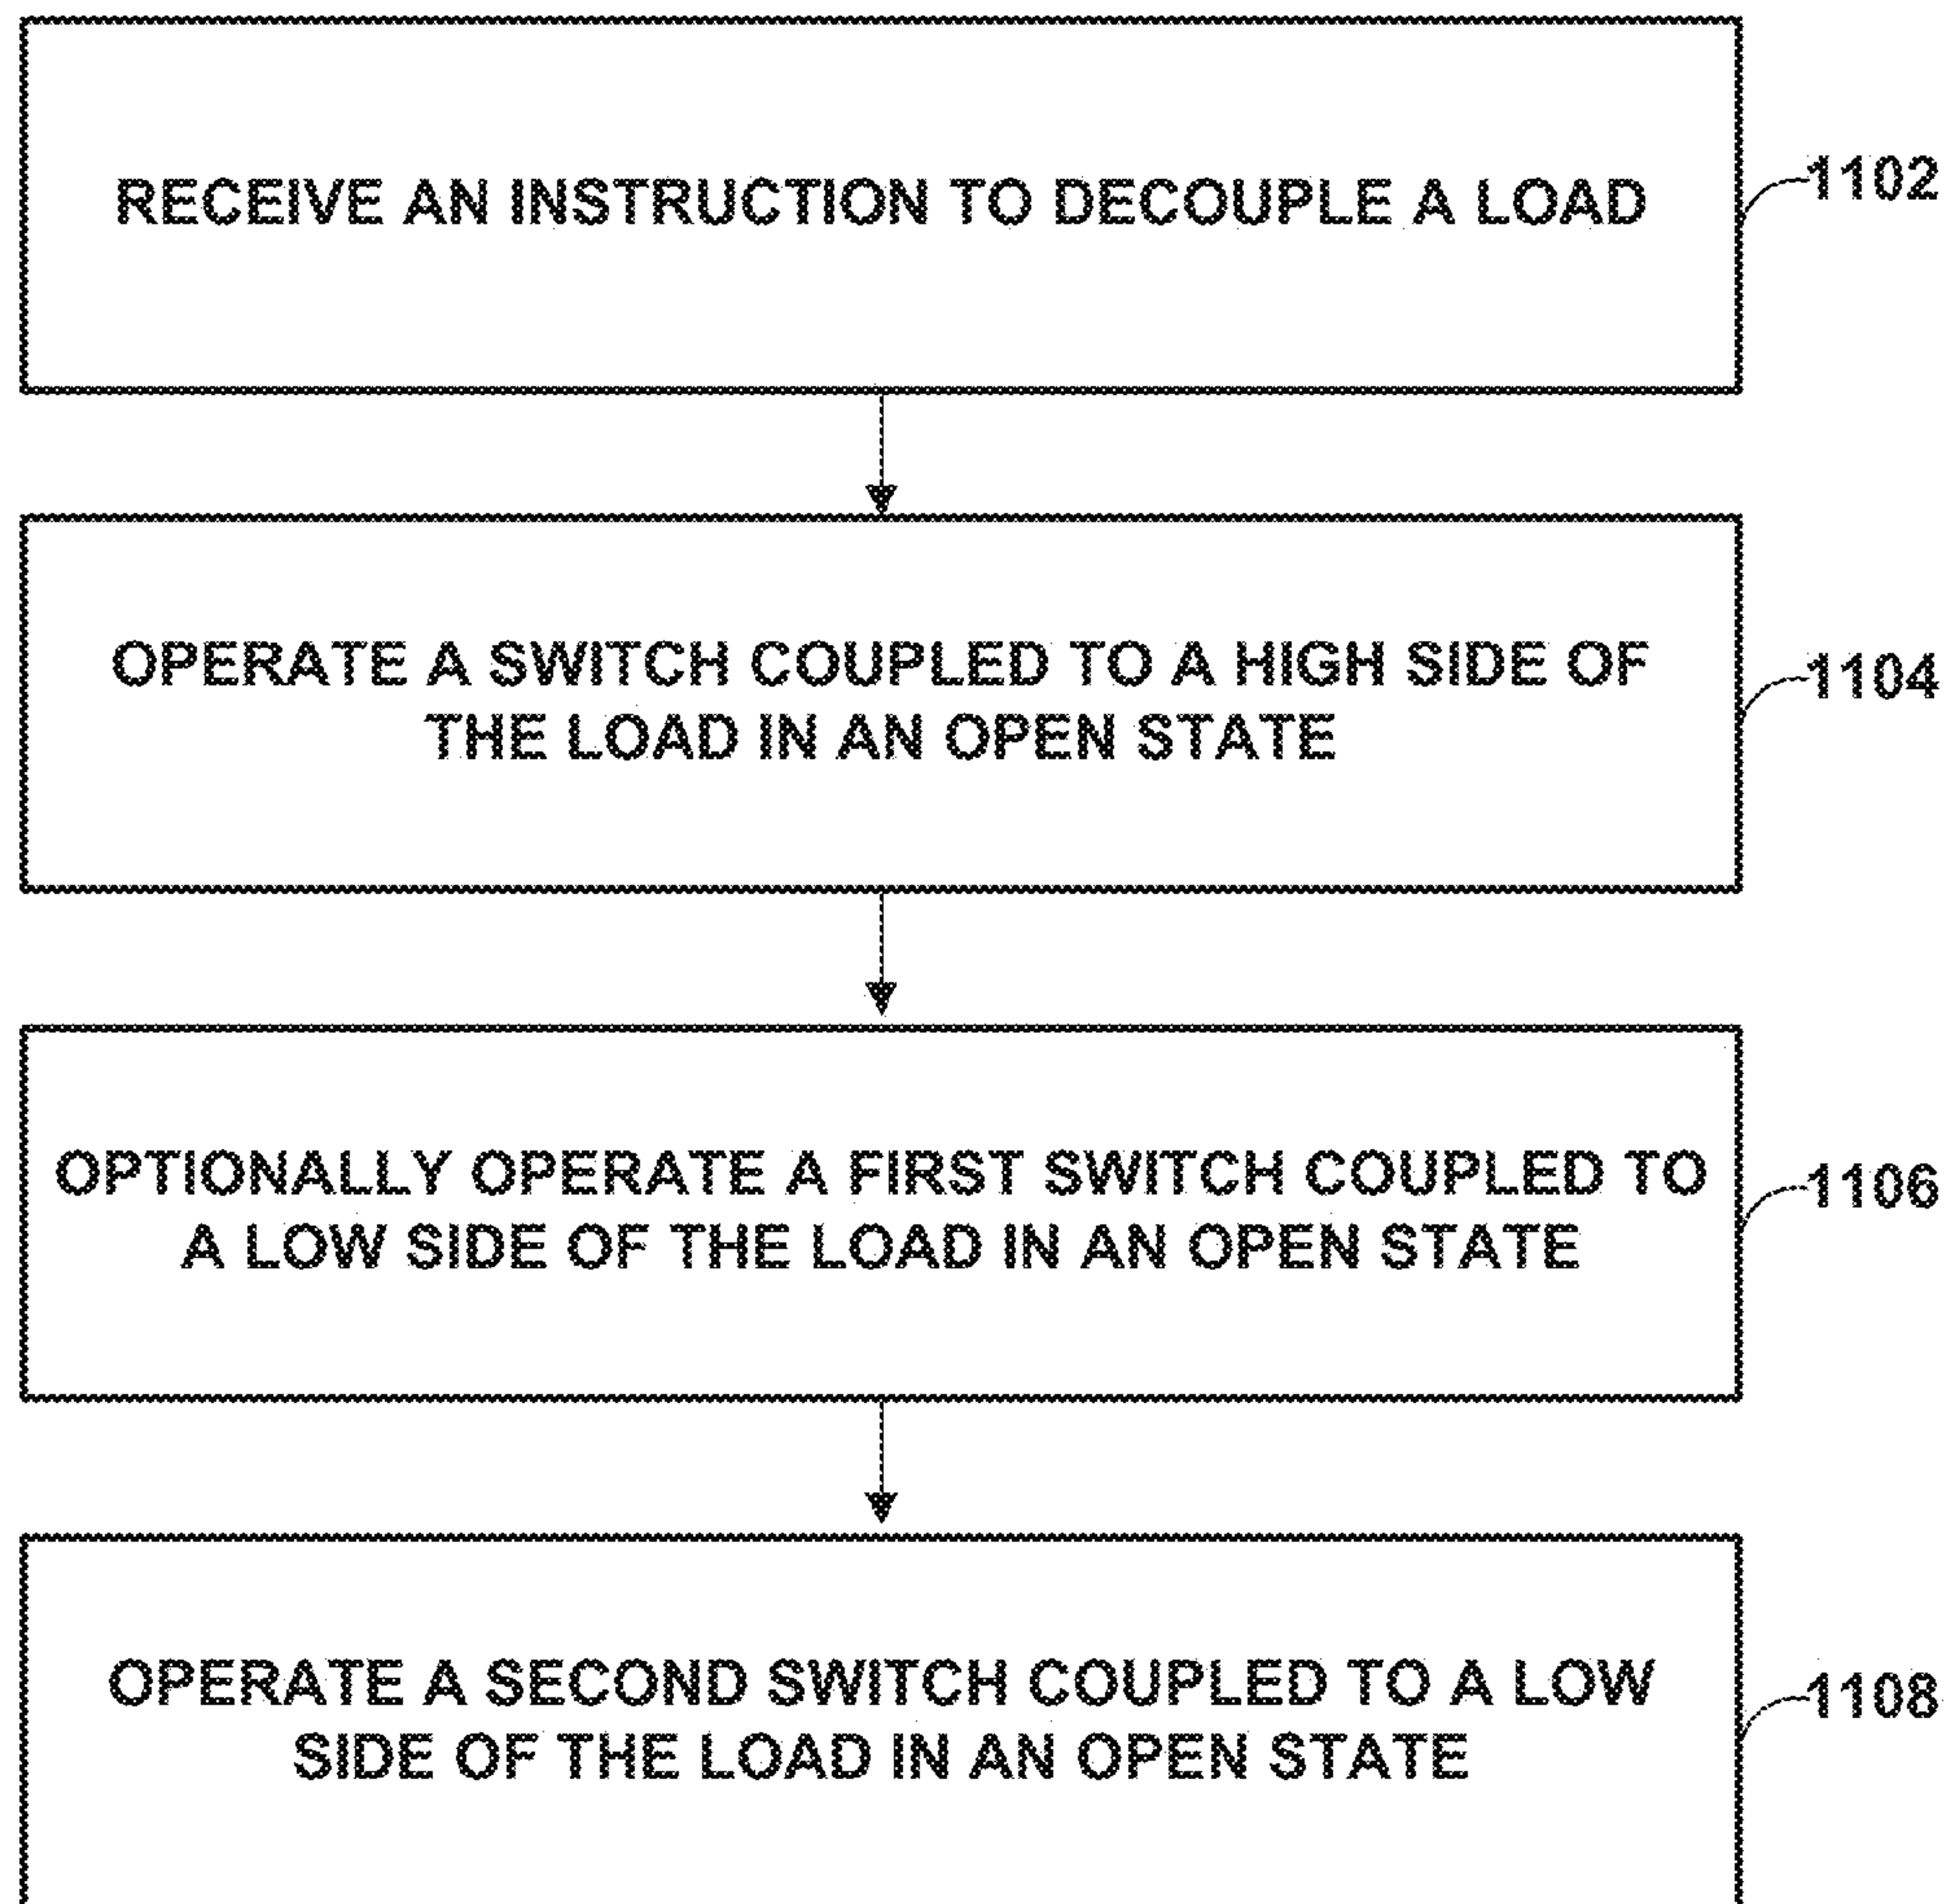 RECEIVE AN INSTRUCTION TO DECOUPLE A LOAD
1102
OPERATE A SWITCH COUPLED TO A HIGH SIDE OF
THE LOAD IN AN OPEN STATE
1104
OPTIONALLY OPERATE A FIRST SWITCH COUPLED TO
A LOW SIDE OF THE LOAD IN AN OPEN STATE
1106
OPERATE A SECOND SWITCH COUPLED TO A LOW
SIDE OF THE LOAD IN AN OPEN STATE
1108